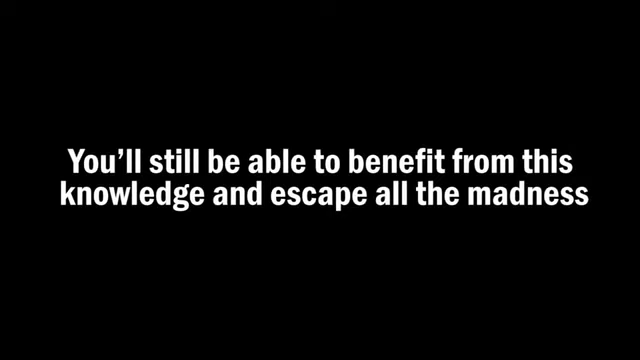 You’ll still be able to benefit from this
knowledge and escape all the madness